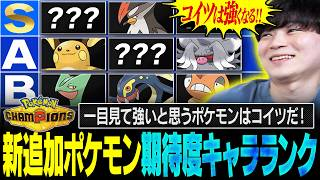 S
???
コイツは強くなる!!
A
???
B
Pokémon
CHAMPIONS
一目見て強いと思うポケモンはコイツだ!
新追加ポケモン期待度キャラランク